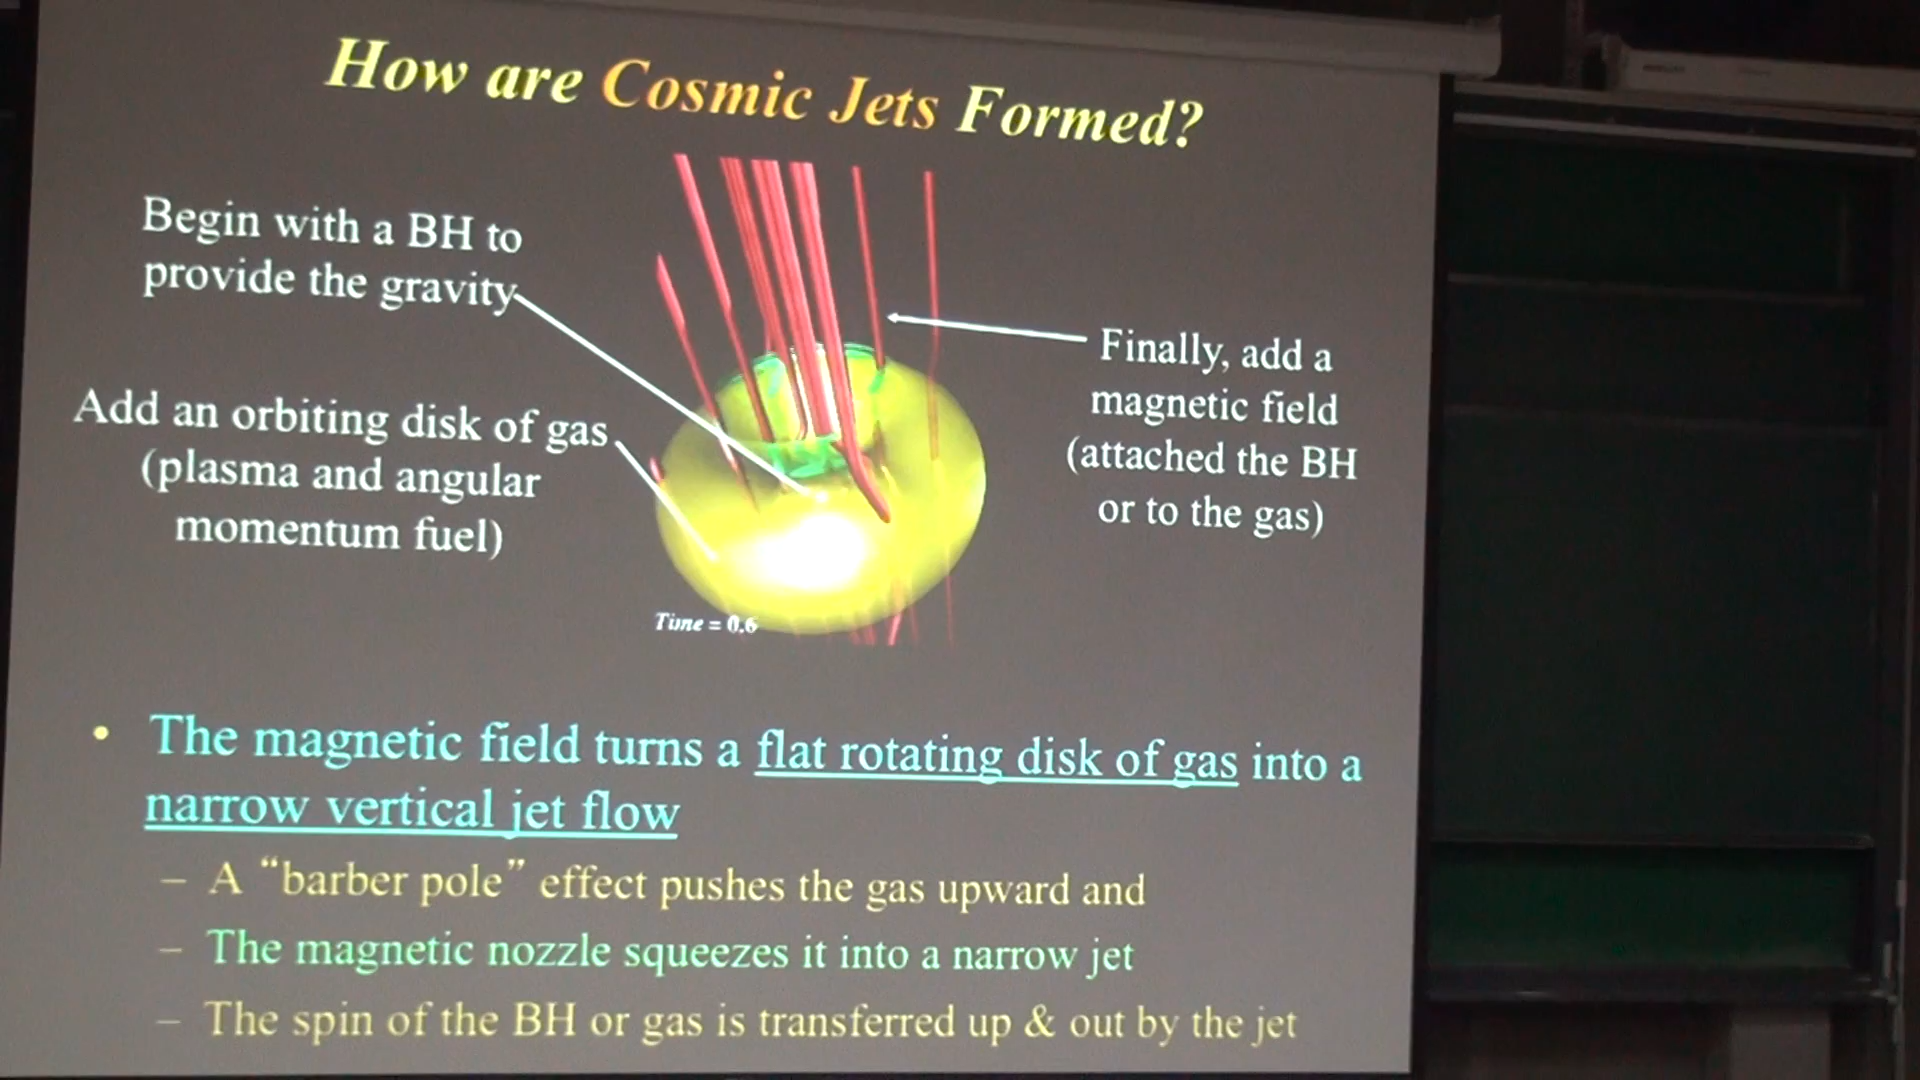 How are Cosmic Jets Formed?
Begin with a BH to
provide the gravity
Add an orbiting disk of gas
(plasma and angular
momentum fuel)
Finally, add a
magnetic field
(attached the BH
or to the gas)
Time = 0.6
• The magnetic field turns a flat rotating disk of gas into a
narrow vertical jet flow
– A “barber pole” effect pushes the gas upward and
– The magnetic nozzle squeezes it into a narrow jet
– The spin of the BH or gas is transferred up & out by the jet